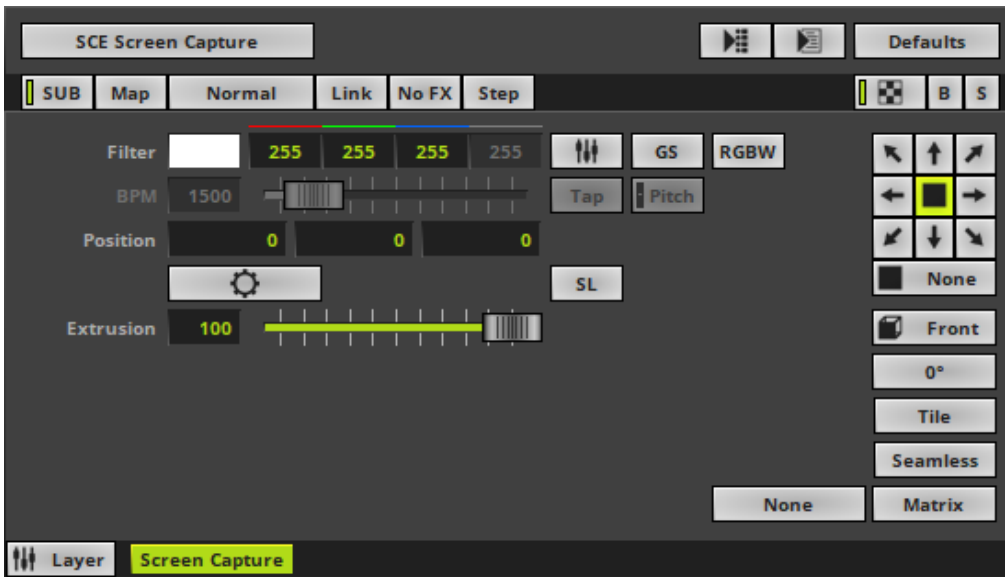 SCE Screen Capture Defaults
SUB Map Normal Link No FX Step B S
Filter 255 255 255 255 GS RGBW
BPM 1500 Tap Pitch
Position 0 0 0
SL None
Extrusion 100 Front
0°
Tile
Seamless
None Matrix
Layer Screen Capture